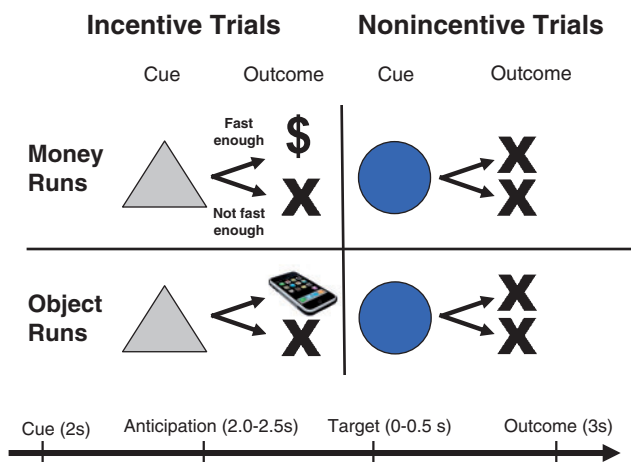 Incentive Trials Nonincentive Trials
Cue Outcome Cue Outcome
Fast
enough
$
Money
Runs
X
X
X
Not fast
enough
Object
Runs
X
X
X
Cue (2s) Anticipation (2.0-2.5s) Target (0-0.5 s) Outcome (3s)